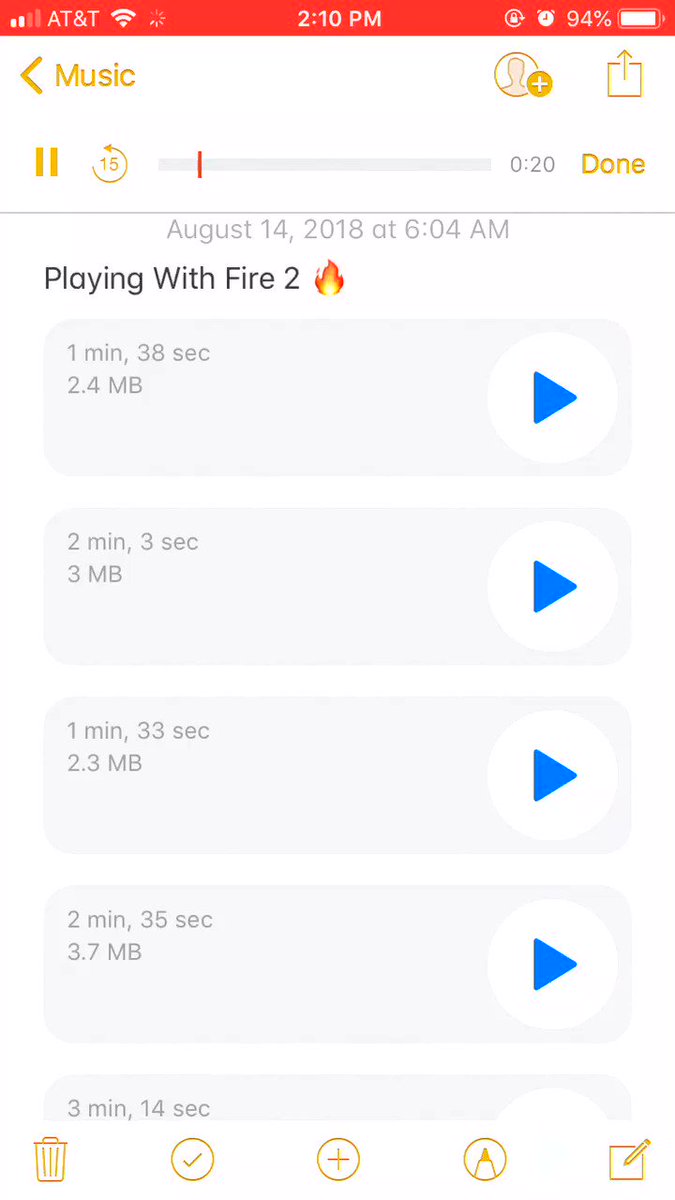 AT&T 2:10 PM 94%
Music
15 0:20 Done
August 14, 2018 at 6:04 AM
Playing With Fire 2 🔥
1 min, 38 sec
2.4 MB
2 min, 3 sec
3 MB
1 min, 33 sec
2.3 MB
2 min, 35 sec
3.7 MB
3 min, 14 sec